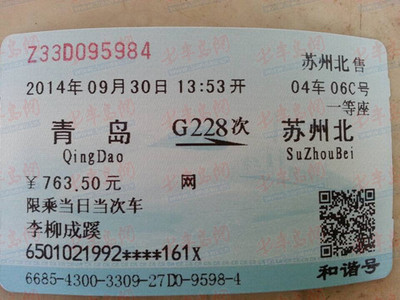 Z33D095984
苏州北售
2014年09月30日 13:53开
04车 06C号
一等座
青岛 G228次 苏州北
QingDao SuZhouBei
￥763.50元 网
限乘当日当次车
李柳成蹊
6501021992****161X
6685-4300-3309-27D0-9598-4
和谐号